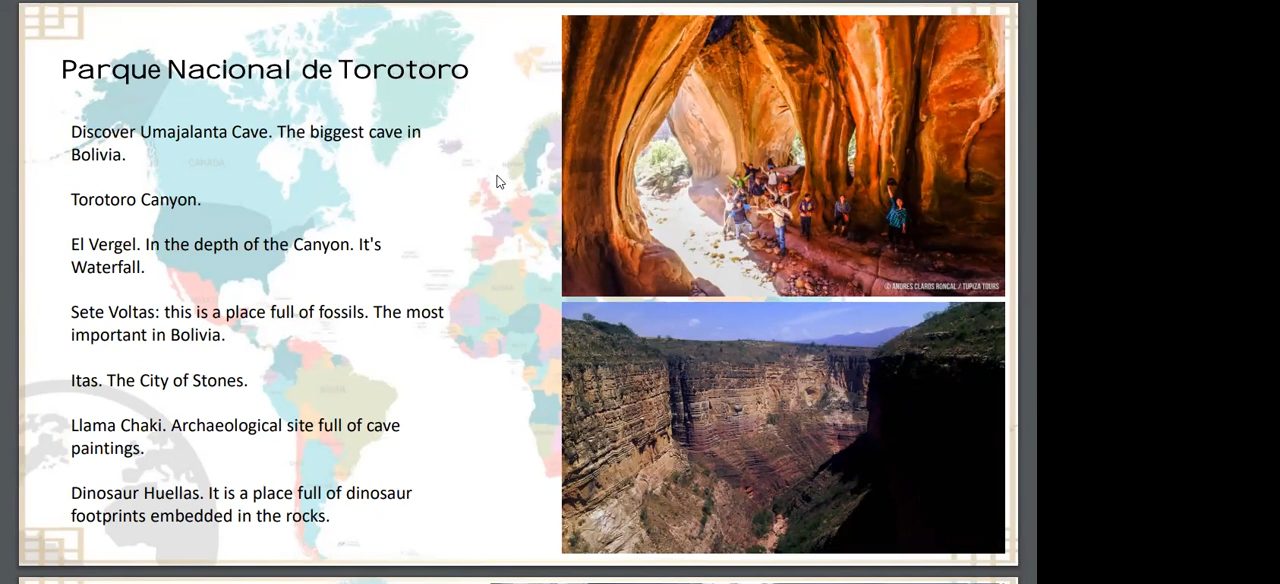 Parque Nacional de Torotoro
Discover Umajalanta Cave. The biggest cave in
Bolivia.
Torotoro Canyon.
El Vergel. In the depth of the Canyon. It's
Waterfall.
Sete Voltas: this is a place full of fossils. The most
important in Bolivia.
Itas. The City of Stones.
Llama Chaki. Archaeological site full of cave
paintings.
Dinosaur Huellas. It is a place full of dinosaur
footprints embedded in the rocks.
© ANDRES CLAROS RONCAL / TUPIZA TOURS
CANADA